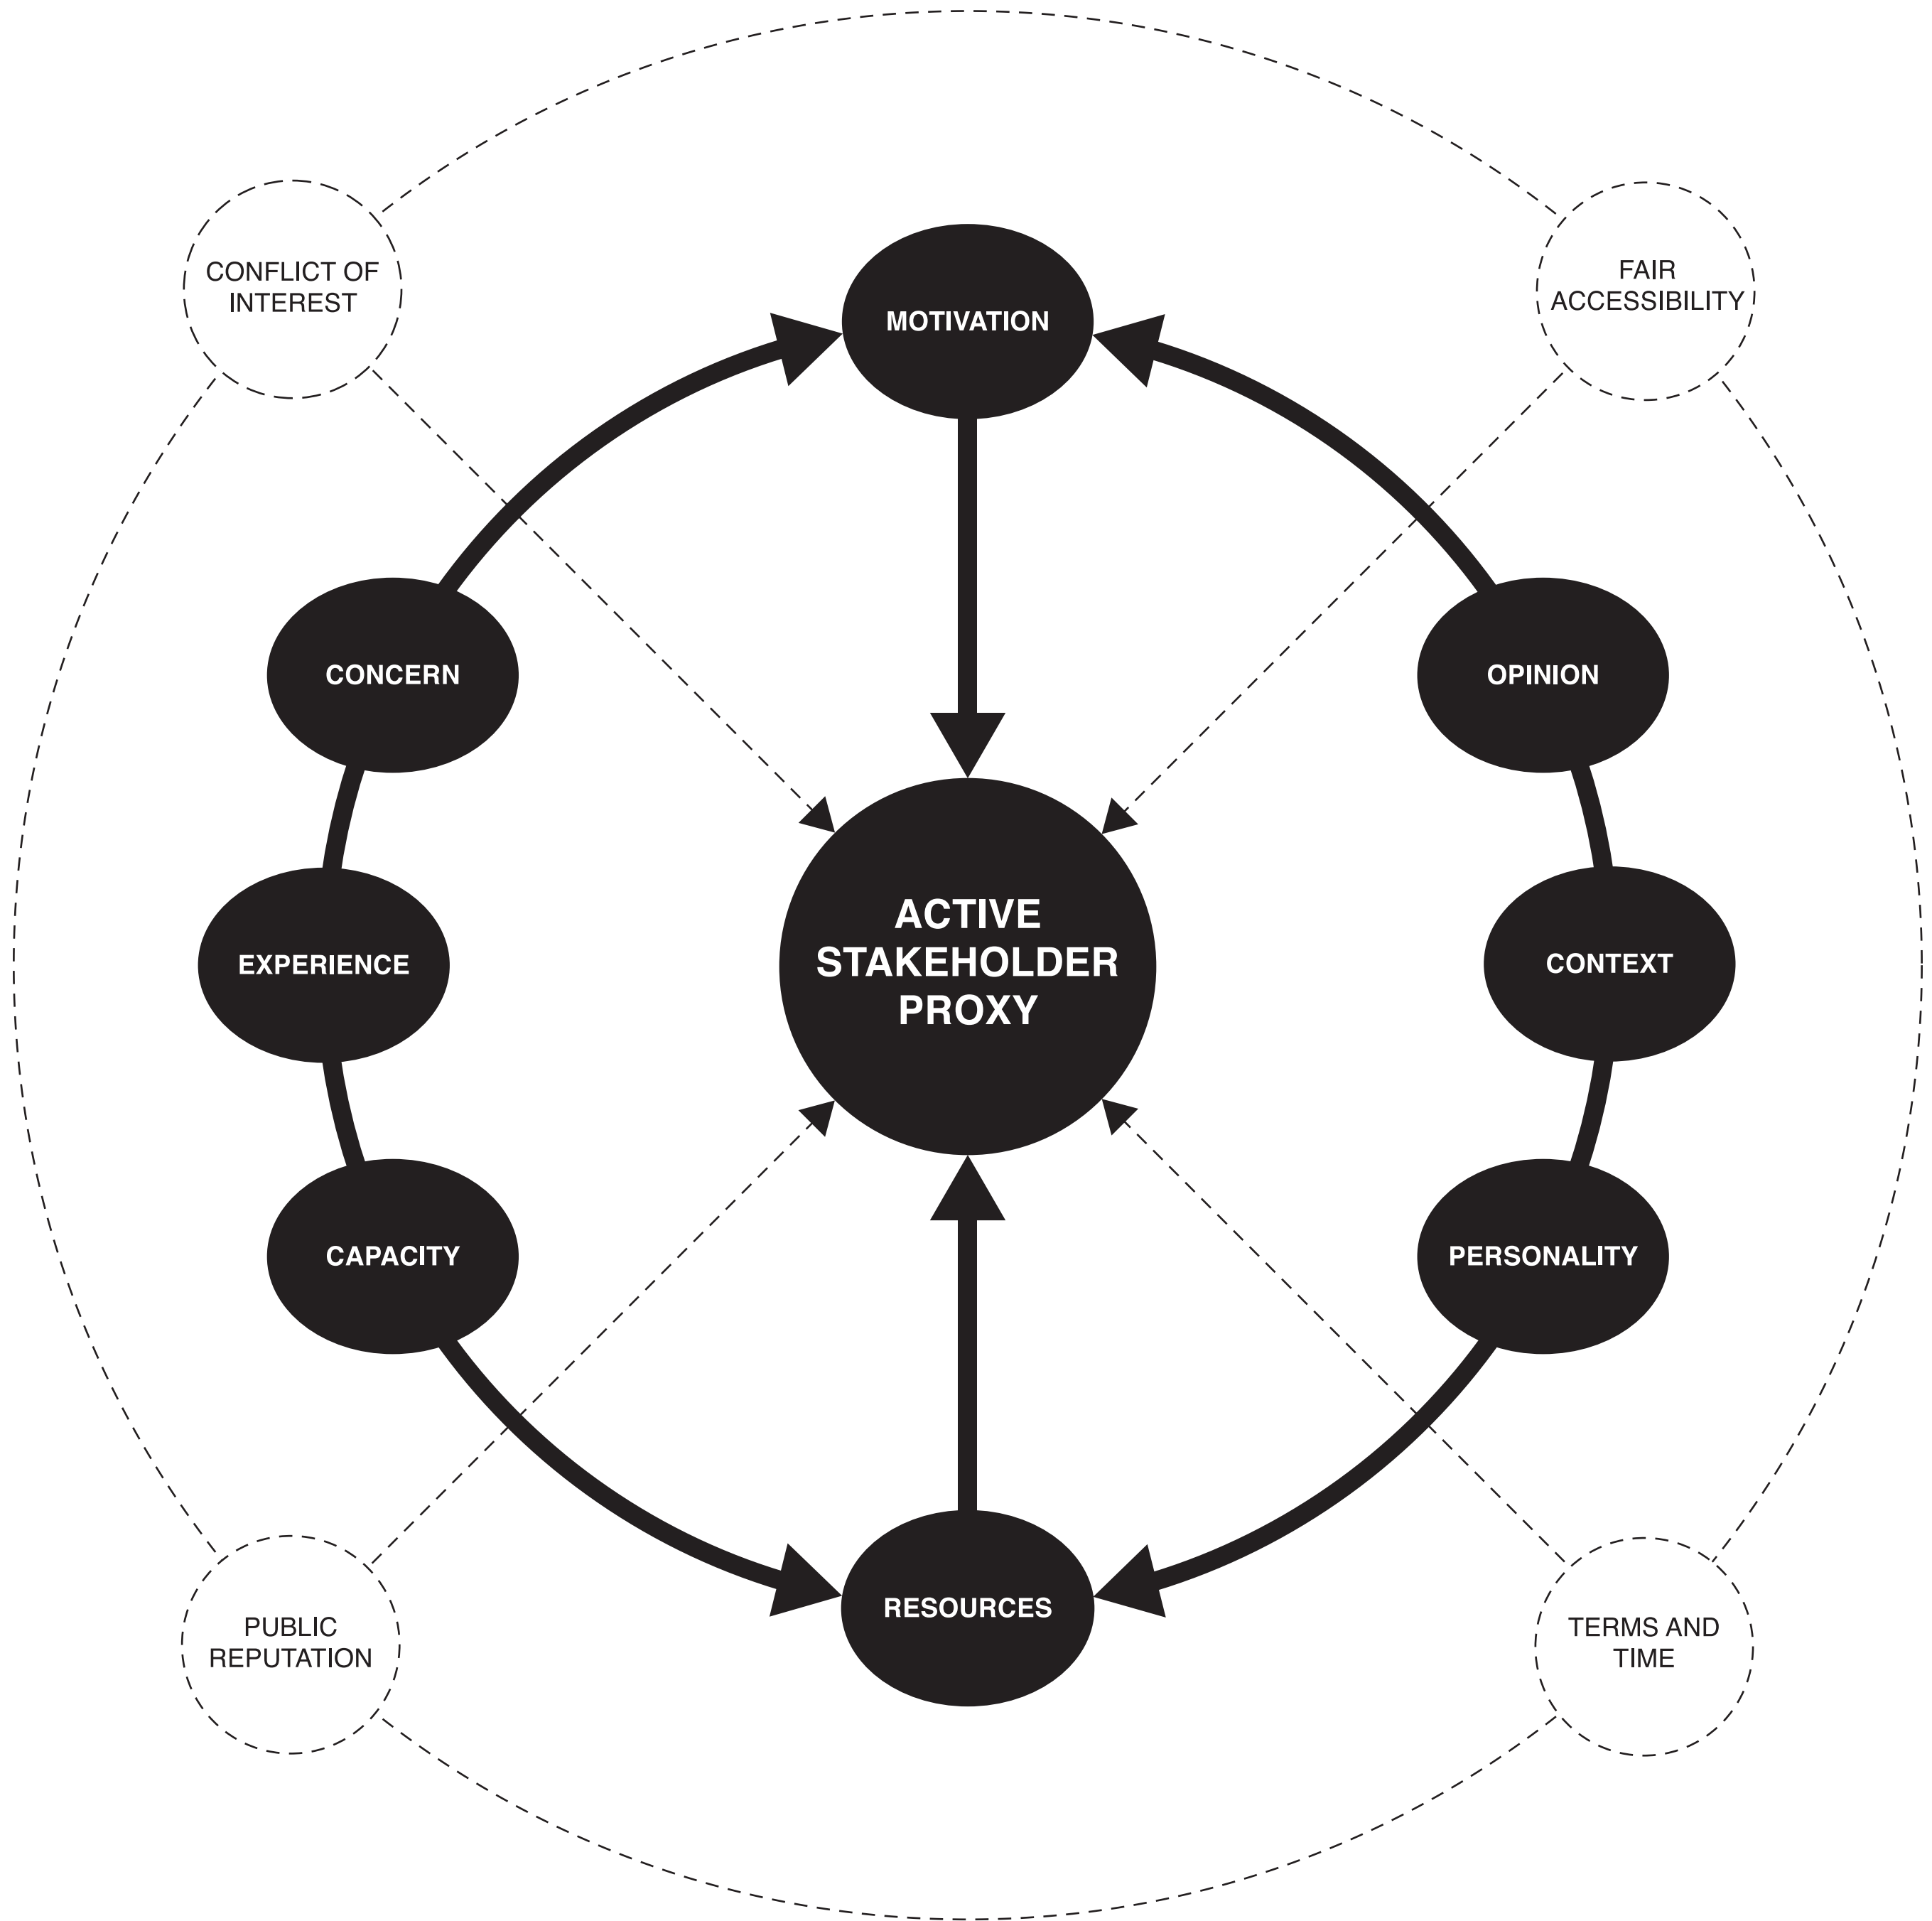 CONFLICT OF
INTEREST
FAIR
ACCESSIBILITY
MOTIVATION
CONCERN
OPINION
EXPERIENCE
ACTIVE
STAKEHOLDER
PROXY
CONTEXT
CAPACITY
PERSONALITY
RESOURCES
PUBLIC
REPUTATION
TERMS AND
TIME